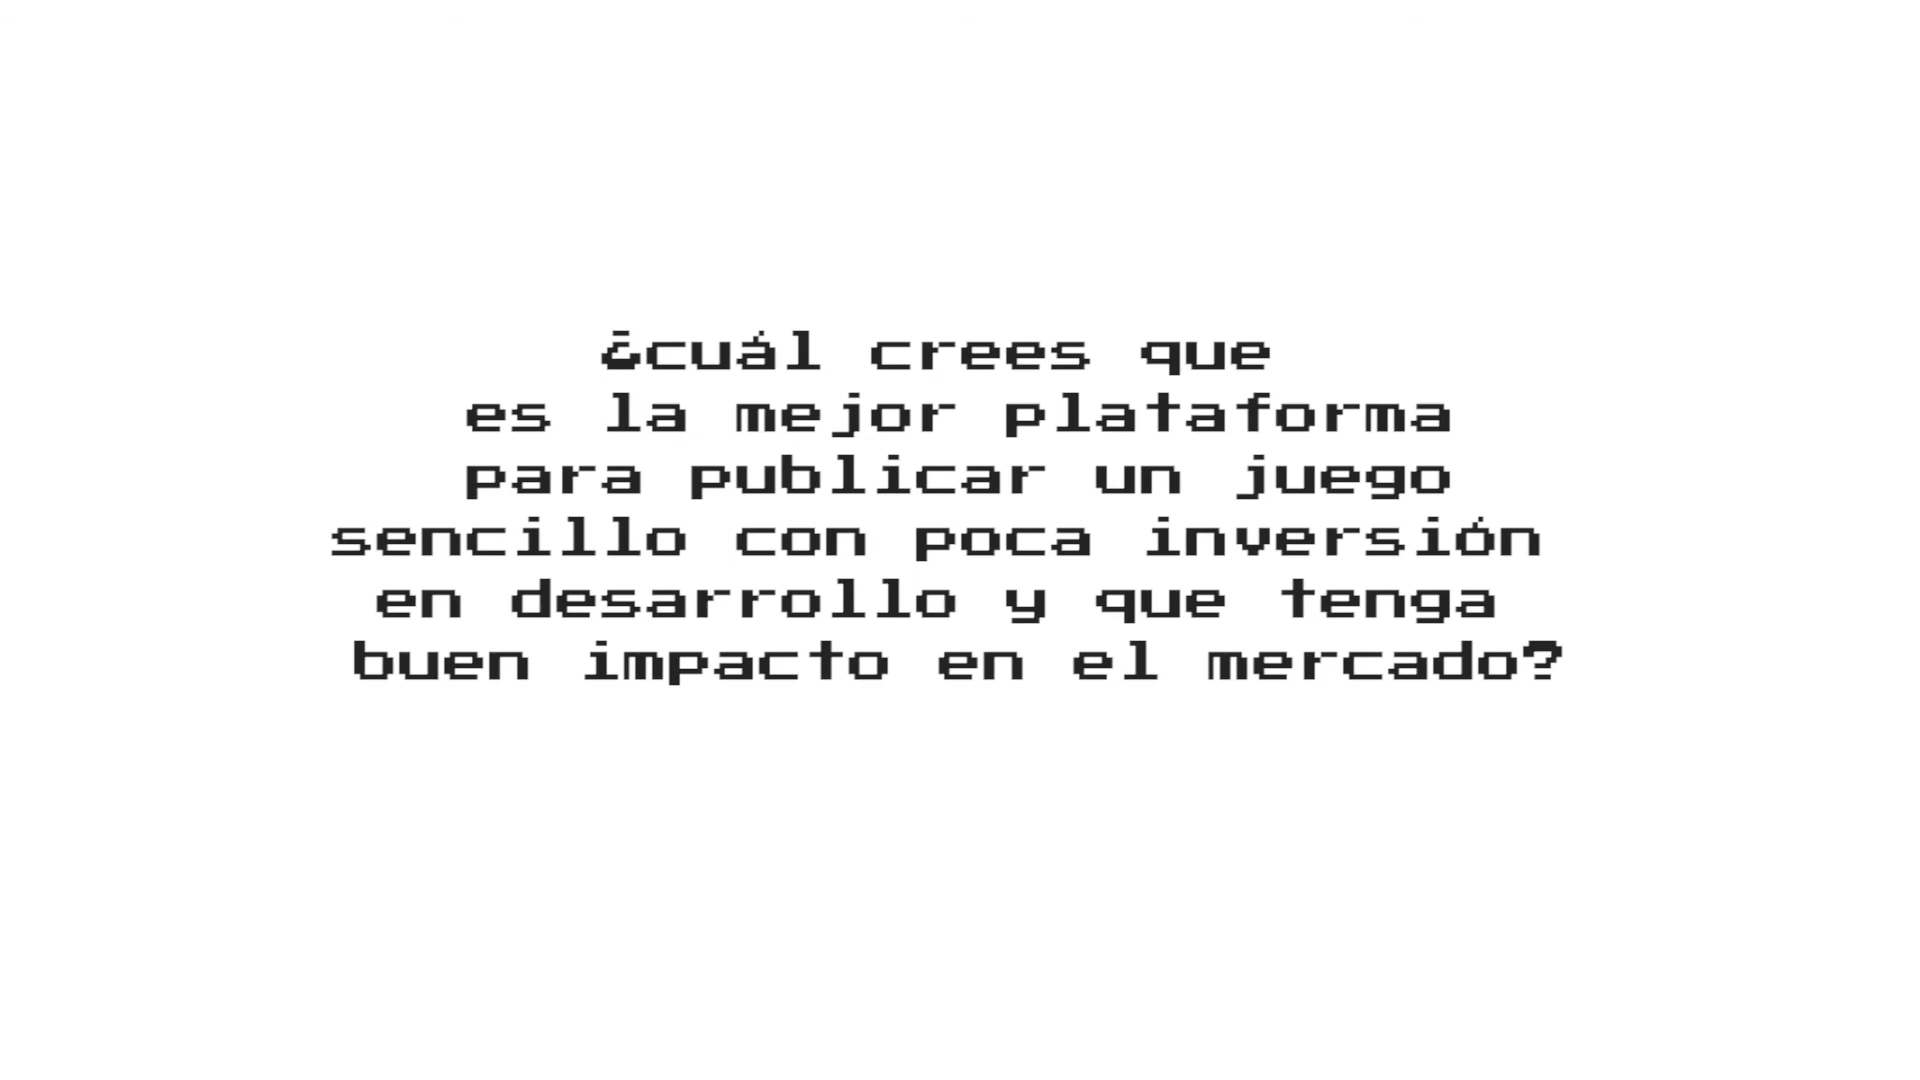 ¿cuál crees que
es la mejor plataforma
para publicar un juego
sencillo con poca inversión
en desarrollo y que tenga
buen impacto en el mercado?